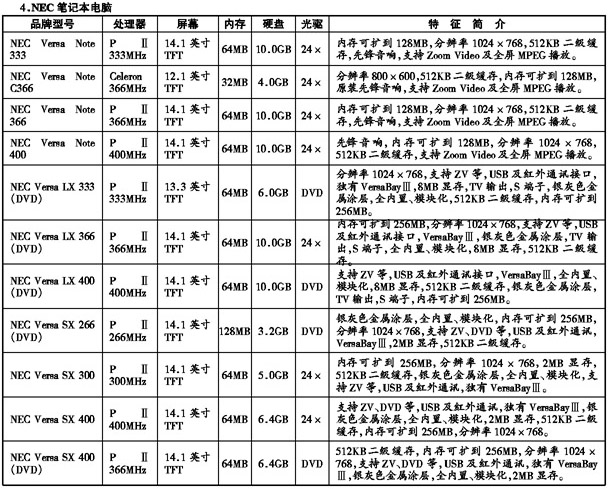 4.NEC 笔记本电脑
品牌型号 处理器 屏幕 内存 硬盘 光驱 特征简介
NEC Versa Note 333 P Ⅱ 333MHz 14.1 英寸 TFT 64MB 10.0GB 24× 内存可扩到 128MB,分辨率 1024×768,512KB 二级缓
存,先锋音响,支持 Zoom Video 及全屏 MPEG 播放。
NEC Versa Note C366 Celeron 366MHz 12.1 英寸 TFT 32MB 4.0GB 24× 分辨率 800×600,512KB 二级缓存,内存可扩到 128MB,
原装先锋音响,支持 Zoom Video 及全屏 MPEG 播放。
NEC Versa Note 366 P Ⅱ 366MHz 14.1 英寸 TFT 64MB 10.0GB 24× 内存可扩到 128MB,分辨率 1024×768,512KB 二级缓
存,先锋音响,支持 Zoom Video 及全屏 MPEG 播放。
NEC Versa Note 400 P Ⅱ 400MHz 14.1 英寸 TFT 64MB 10.0GB 24× 先锋音响,内存可扩到 128MB,分辨率 1024×768,
512KB 二级缓存,支持 Zoom Video 及全屏 MPEG 播放。
NEC Versa LX 333 (DVD) P Ⅱ 333MHz 13.3 英寸 TFT 64MB 6.0GB DVD 分辨率 1024×768,支持 ZV 等,USB 及红外通讯接口,
独有 VersaBayⅢ,8MB 显存,TV 输出,S 端子,银灰色金
属涂层,全内置、模块化,512KB 二级缓存,内存可扩到
256MB。
NEC Versa LX 366 (DVD) P Ⅱ 366MHz 14.1 英寸 TFT 64MB 10.0GB 24× 内存可扩到 256MB,分辨率 1024×768,支持 ZV 等,USB
及红外通讯接口,VersaBayⅢ,银灰色金属涂层,TV 输
出,S 端子,全内置、模块化,8MB 显存,512KB 二级缓
存。
NEC Versa LX 400 (DVD) P Ⅱ 400MHz 14.1 英寸 TFT 64MB 10.0GB DVD 支持 ZV 等,USB 及红外通讯接口,VersaBayⅢ,全内置、
模块化,8MB 显存,512KB 二级缓存,银灰色金属涂层,
TV 输出,S 端子,内存可扩到 256MB。
NEC Versa SX 266 (DVD) P Ⅱ 266MHz 14.1 英寸 TFT 128MB 3.2GB DVD 银灰色金属涂层,全内置、模块化,内存可扩到 256MB,
分辨率 1024×768,支持 ZV、DVD 等,USB 及红外通讯,
VersaBayⅢ,2MB 显存,512KB 二级缓存。
NEC Versa SX 300 P Ⅱ 300MHz 14.1 英寸 TFT 64MB 5.0GB 24× 内存可扩到 256MB,分辨率 1024×768,2MB 显存,
512KB 二级缓存,银灰色金属涂层,全内置、模块化,支
持 ZV 等,USB 及红外通讯,独有 VersaBayⅢ。
NEC Versa SX 400 P Ⅱ 400MHz 14.1 英寸 TFT 64MB 6.4GB 24× 支持 ZV、DVD 等,USB 及红外通讯,独有 VersaBayⅢ,银
灰色金属涂层,全内置、模块化,2MB 显存,512KB 二级
缓存,内存可扩到 256MB,分辨率 1024×768。
NEC Versa SX 400 (DVD) P Ⅱ 366MHz 14.1 英寸 TFT 64MB 6.4GB DVD 512KB 二级缓存,内存可扩到 256MB,分辨率 1024×
768,支持 ZV、DVD 等,USB 及红外通讯,独有 VersaBay
Ⅲ,银灰色金属涂层,全内置、模块化,2MB 显存。